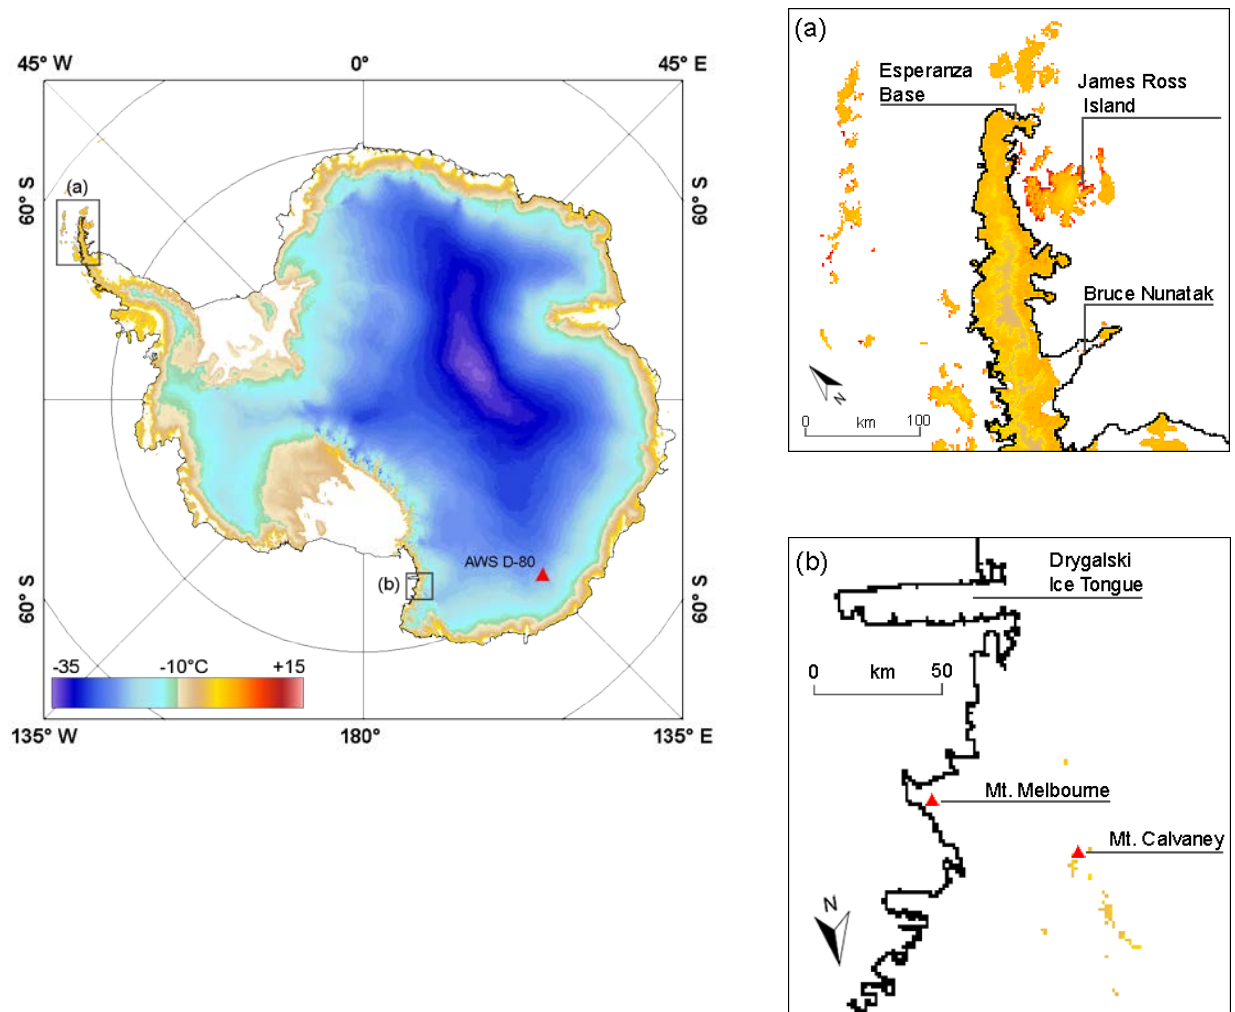 45° W
0°
45° E
60° S
60° S
(a)
AWS D-80
(b)
60° S
60° S
-35
-10°C
+15
135° W
180°
135° E
(a)
Esperanza
Base
James Ross
Island
Bruce Nunatak
N
0
km
100
(b)
Drygalski
Ice Tongue
0
km
50
Mt. Melbourne
Mt. Calvaney
N